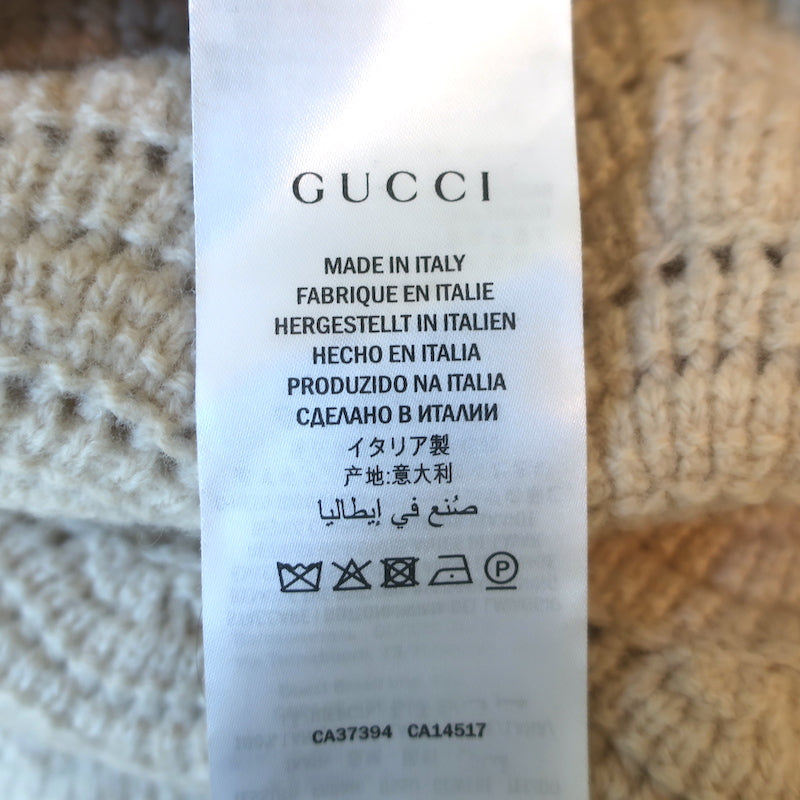 GUCCI
MADE IN ITALY
FABRIQUE EN ITALIE
HERGESTELLT IN ITALIEN
HECHO EN ITALIA
PRODUZIDO NA ITALIA
СДЕЛАНО В ИТАЛИИ
イタリア製
产地:意大利
صُنع في إيطاليا
P
CA37394 CA14517